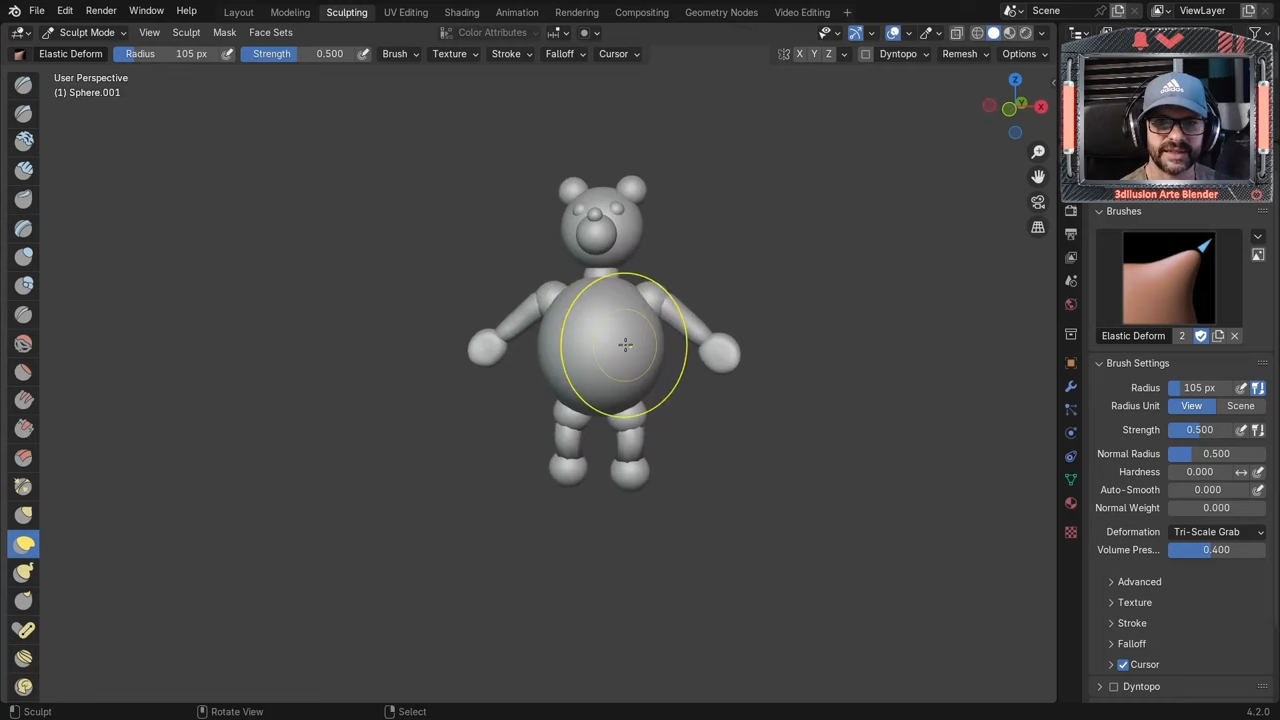 File Edit Render Window Help Layout Modeling Sculpting UV Editing Shading Animation Rendering Compositing Geometry Nodes Video Editing + Scene ViewLayer
Sculpt Mode View Sculpt Mask Face Sets Color Attributes
Elastic Deform Radius 105 px Strength 0.500 Brush Texture Stroke Falloff Cursor X Y Z Dyntopo Remesh Options
User Perspective
(1) Sphere.001
Z
Y
X
3dIlusion Arte Blender
Brushes
Elastic Deform 2
Brush Settings
Radius 105 px
Radius Unit View Scene
Strength 0.500
Normal Radius 0.500
Hardness 0.000
Auto-Smooth 0.000
Normal Weight 0.000
Deformation Tri-Scale Grab
Volume Pres... 0.400
Advanced
Texture
Stroke
Falloff
Cursor
Dyntopo
Sculpt Rotate View Select 4.2.0